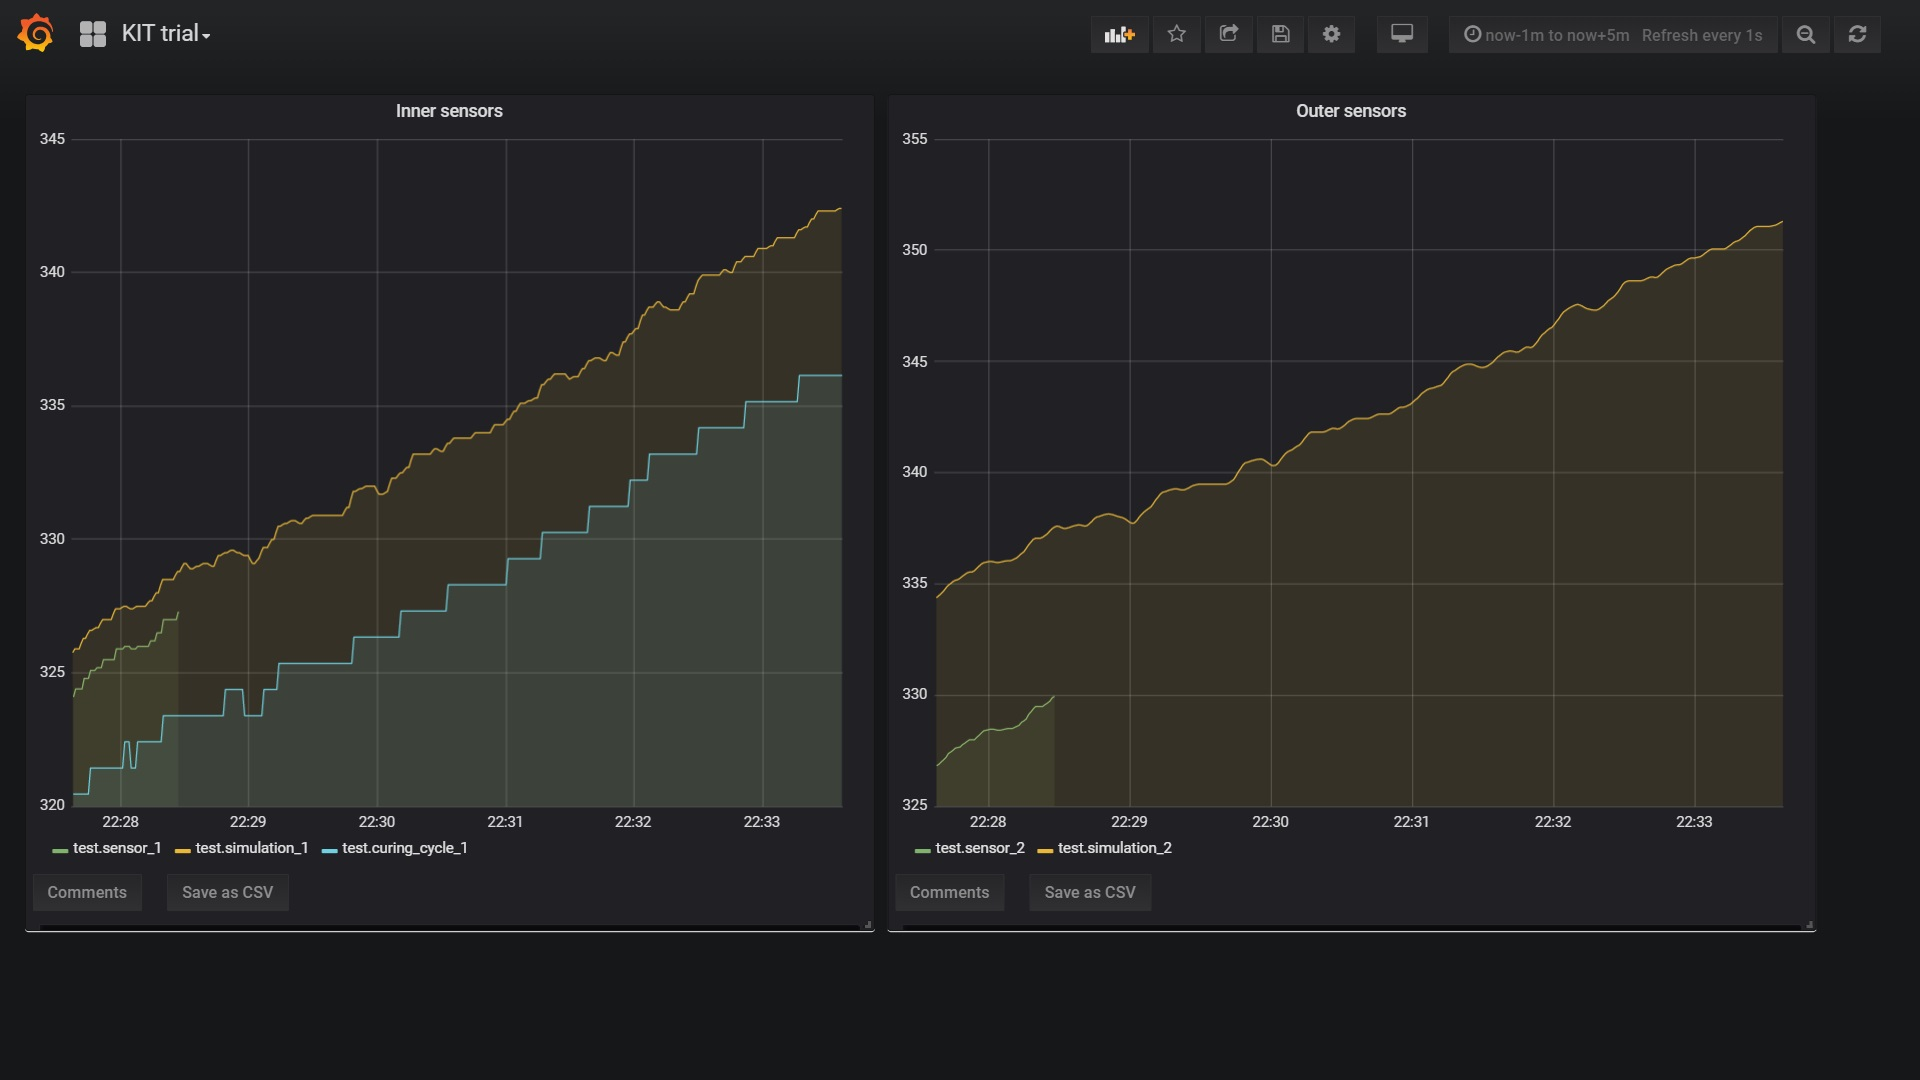 KIT trial
now-1m to now+5m Refresh every 1s
Inner sensors
345
340
335
330
325
320
22:28 22:29 22:30 22:31 22:32 22:33
test.sensor_1 test.simulation_1 test.curing_cycle_1
Comments Save as CSV
Outer sensors
355
350
345
340
335
330
325
22:28 22:29 22:30 22:31 22:32 22:33
test.sensor_2 test.simulation_2
Comments Save as CSV